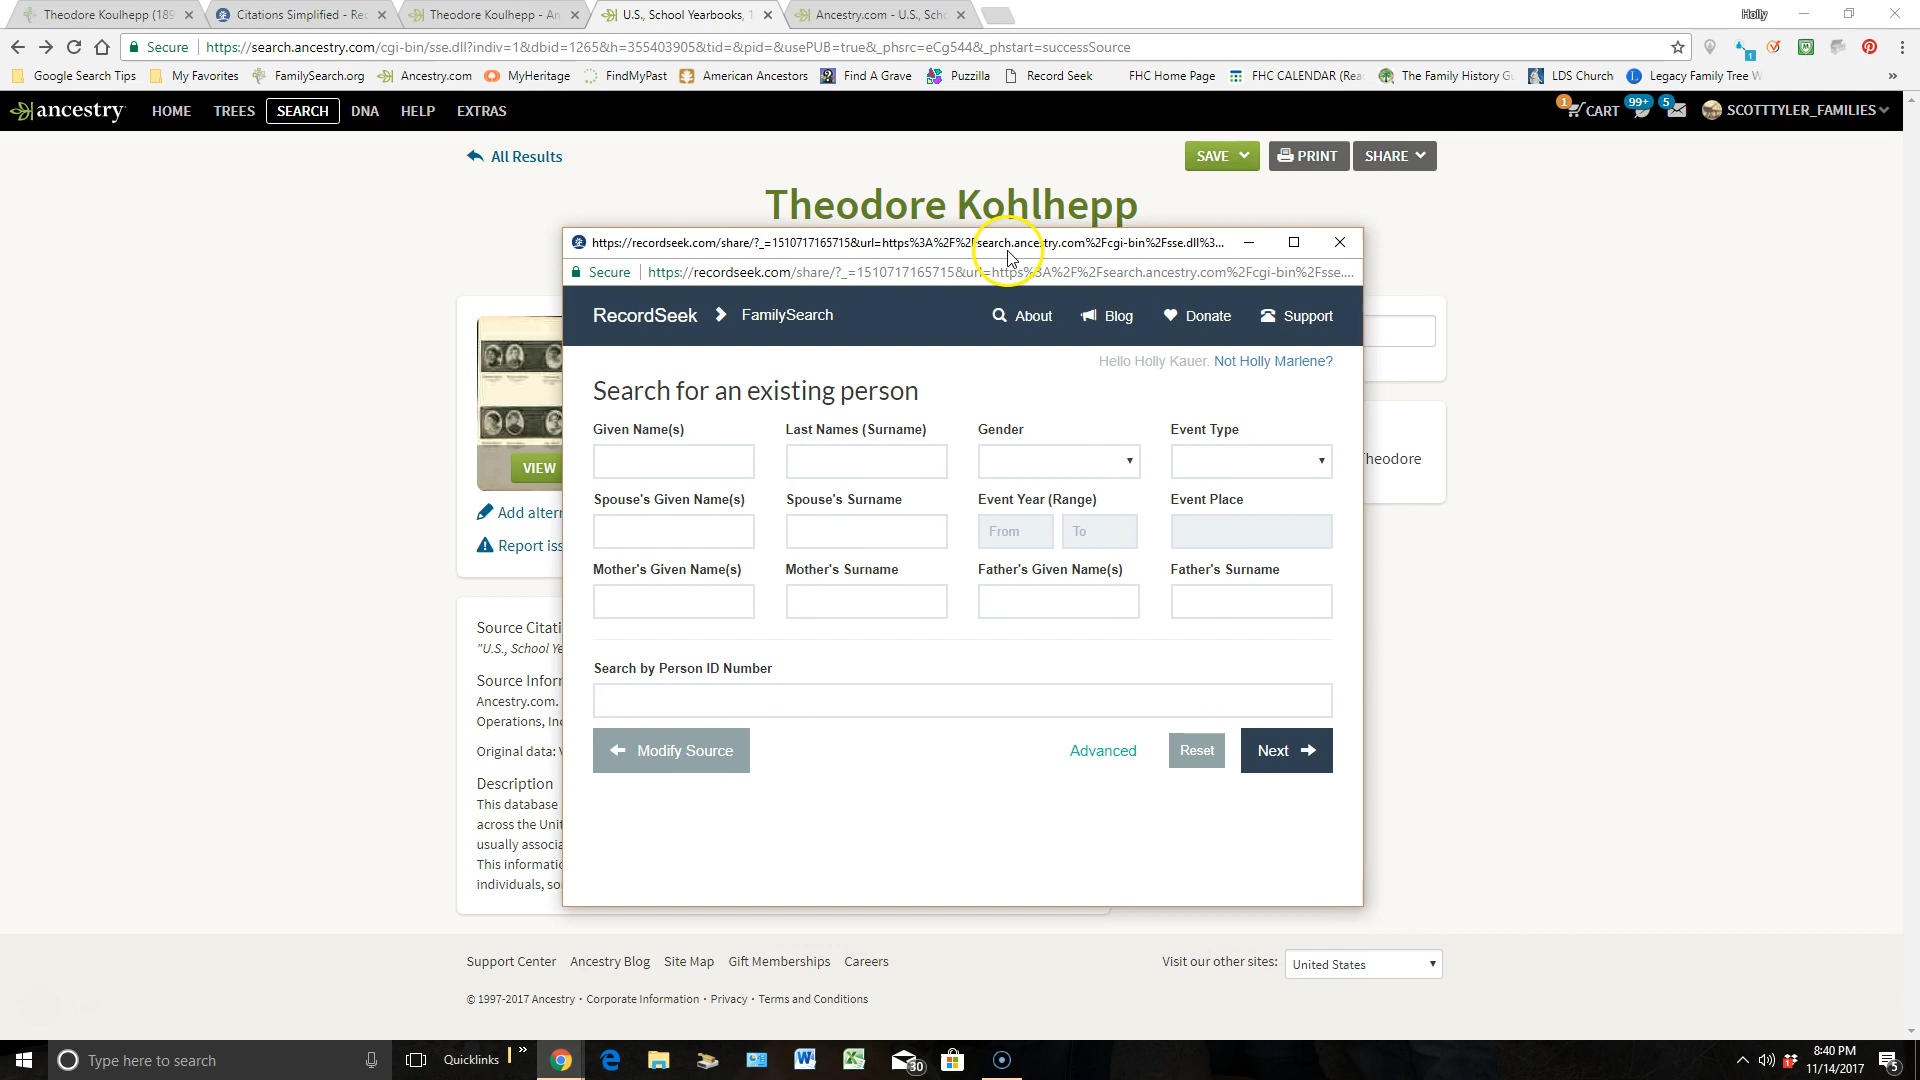 Theodore Koulhepp (189
Citations Simplified - Rec
Theodore Koulhepp - An
U.S., School Yearbooks, 1
Ancestry.com - U.S., Scho
Holly
Secure
https://search.ancestry.com/cgi-bin/sse.dll?indiv=1&dbid=1265&h=355403905&tid=&pid=&usePUB=true&_phsrc=eCg544&_phstart=successSource
Google Search Tips
My Favorites
FamilySearch.org
Ancestry.com
MyHeritage
FindMyPast
American Ancestors
Find A Grave
Puzzilla
Record Seek
FHC Home Page
FHC CALENDAR (Rea
The Family History Gu
LDS Church
Legacy Family Tree W
ancestry
HOME
TREES
SEARCH
DNA
HELP
EXTRAS
1
CART
99+
5
SCOTTTYLER_FAMILIES
All Results
SAVE
PRINT
SHARE
Theodore Kohlhepp
https://recordseek.com/share/?_=1510717165715&url=https%3A%2F%2Fsearch.ancestry.com%2Fcgi-bin%2Fsse.dll%3...
Secure
https://recordseek.com/share/?_=1510717165715&url=https%3A%2F%2Fsearch.ancestry.com%2Fcgi-bin%2Fsse....
RecordSeek
FamilySearch
About
Blog
Donate
Support
Hello Holly Kauer. Not Holly Marlene?
Search for an existing person
Given Name(s)
Last Names (Surname)
Gender
Event Type
Spouse's Given Name(s)
Spouse's Surname
Event Year (Range)
Event Place
From
To
Mother's Given Name(s)
Mother's Surname
Father's Given Name(s)
Father's Surname
Search by Person ID Number
Modify Source
Advanced
Reset
Next
VIEW
Theodore
Add altern
Report iss
Source Citati
"U.S., School Ye
Source Inforr
Ancestry.com.
Operations, Inc
Original data: V
Description
This database
across the Unit
usually associa
This informatio
individuals, so
Support Center
Ancestry Blog
Site Map
Gift Memberships
Careers
Visit our other sites:
United States
© 1997-2017 Ancestry · Corporate Information · Privacy · Terms and Conditions
Type here to search
Quicklinks
»
30
8:40 PM
11/14/2017
5